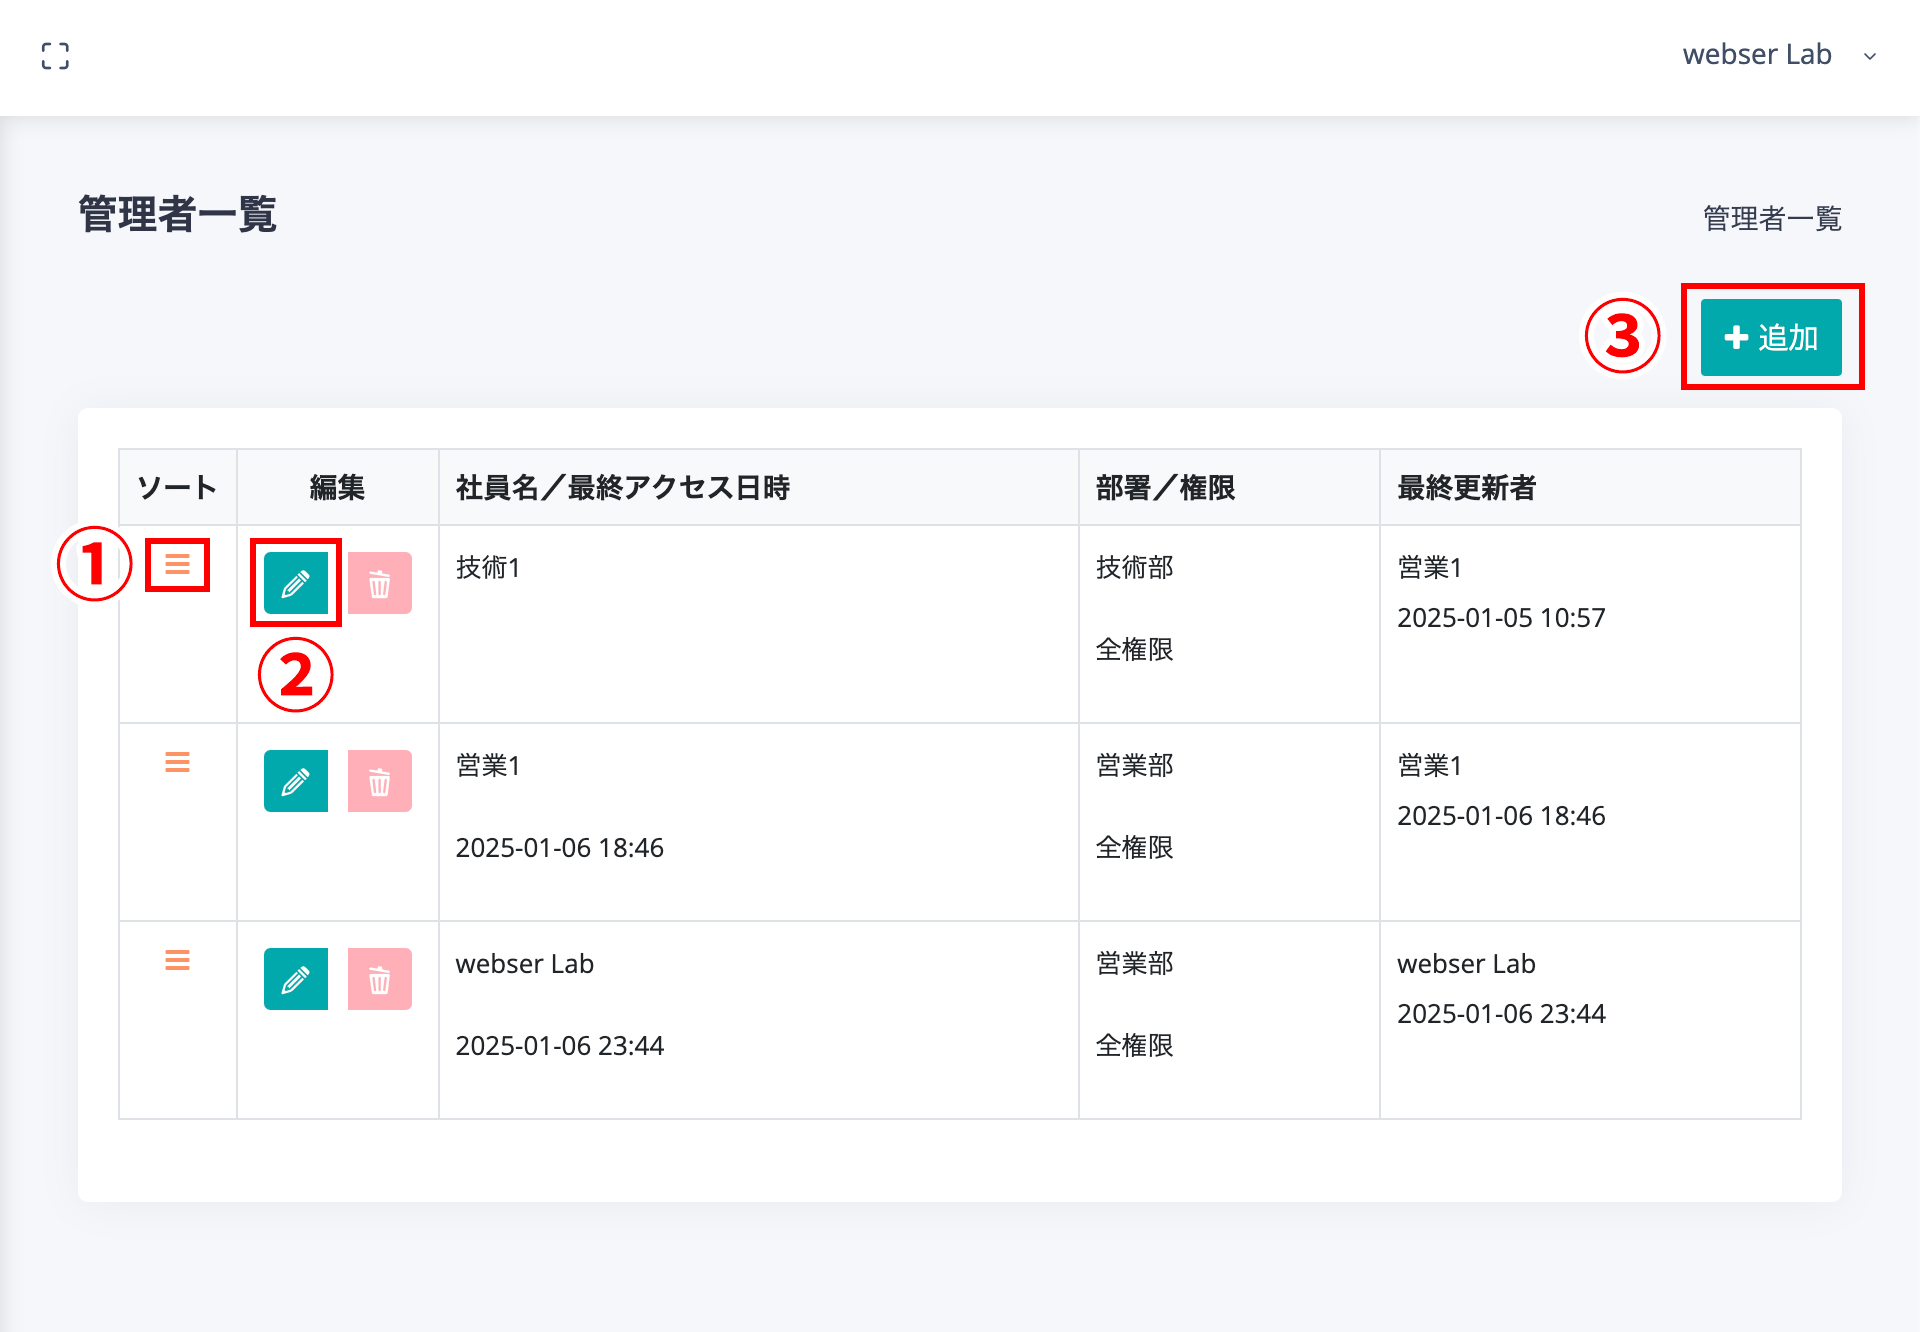 webser Lab
管理者一覧
管理者一覧
③
追加
ソート 編集 社員名／最終アクセス日時 部署／権限 最終更新者
①
技術1 技術部 営業1
2025-01-05 10:57
全権限
②
営業1 営業部 営業1
2025-01-06 18:46
2025-01-06 18:46 全権限
webser Lab 営業部 webser Lab
2025-01-06 23:44
2025-01-06 23:44 全権限